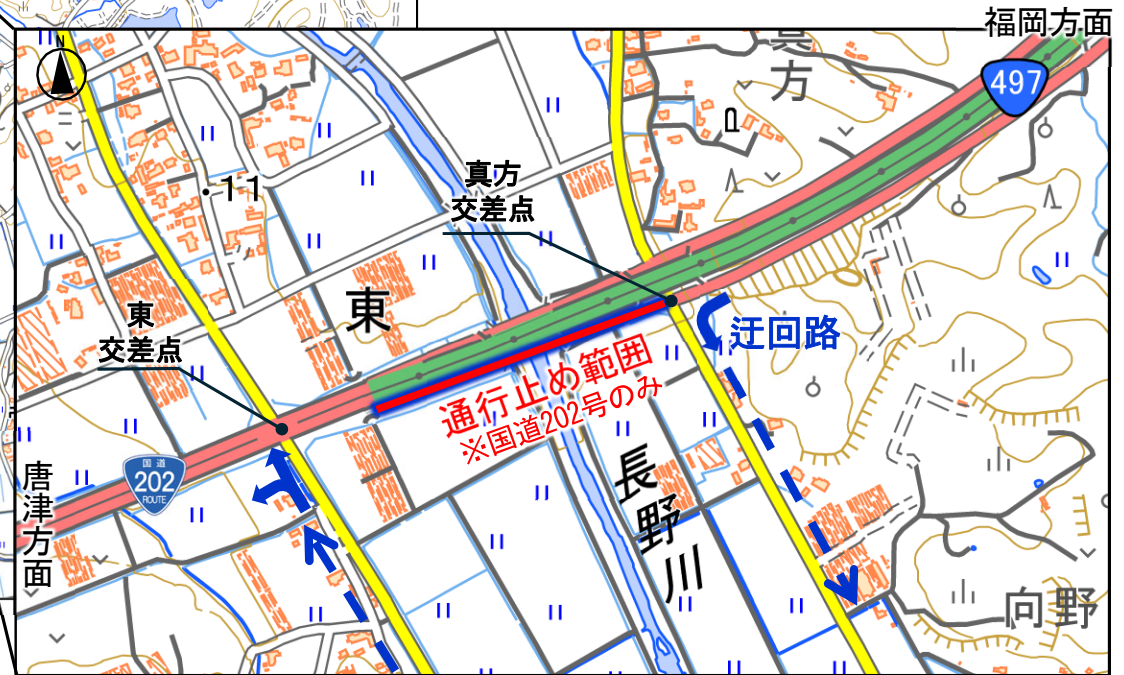 福岡方面
N
真方
497
・11
真方
交差点
東
東
交差点
迂回路
通行止め範囲
※国道202号のみ
国道
202
ROUTE
唐津方面
長野川
向野